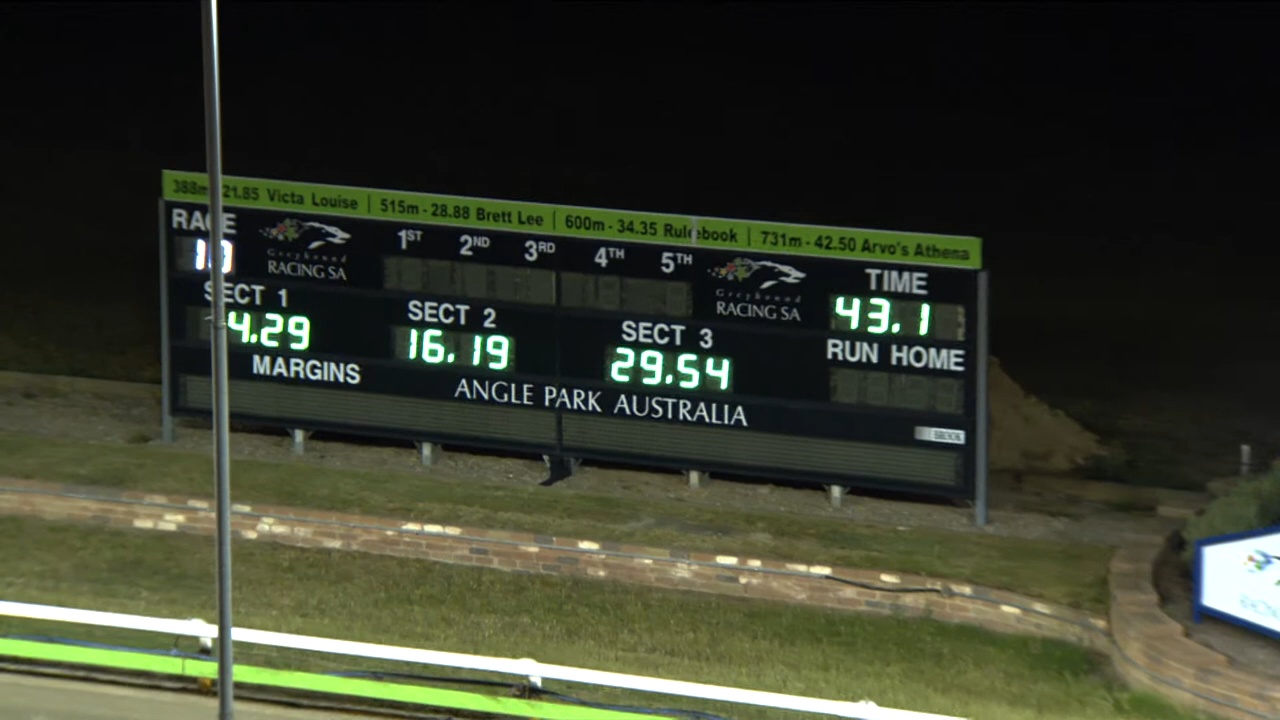 388m - 21.85 Victa Louise | 515m - 28.88 Brett Lee | 600m - 34.35 Rulebook | 731m - 42.50 Arvo's Athena
RACE
Greyhound
RACING SA
1ST 2ND 3RD 4TH 5TH
Greyhound
RACING SA
TIME
43.1
SECT 1
4.29
SECT 2
16.19
SECT 3
29.54
RUN HOME
MARGINS
ANGLE PARK AUSTRALIA